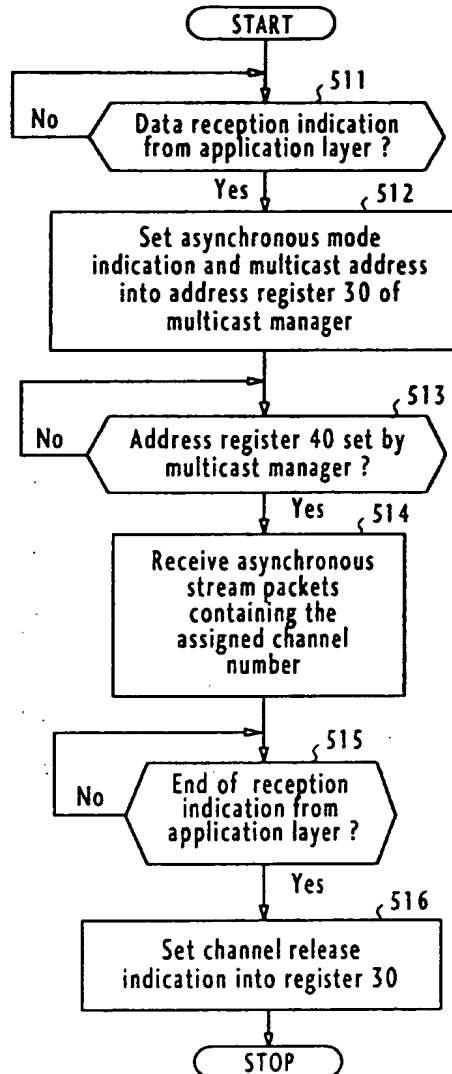 START
511
Data reception indication
from application layer ?
No
Yes
512
Set asynchronous mode
indication and multicast address
into address register 30 of
multicast manager
513
Address register 40 set by
multicast manager ?
No
Yes
514
Receive asynchronous
stream packets
containing the
assigned channel
number
515
End of reception
indication from
application layer ?
No
Yes
516
Set channel release
indication into register 30
STOP